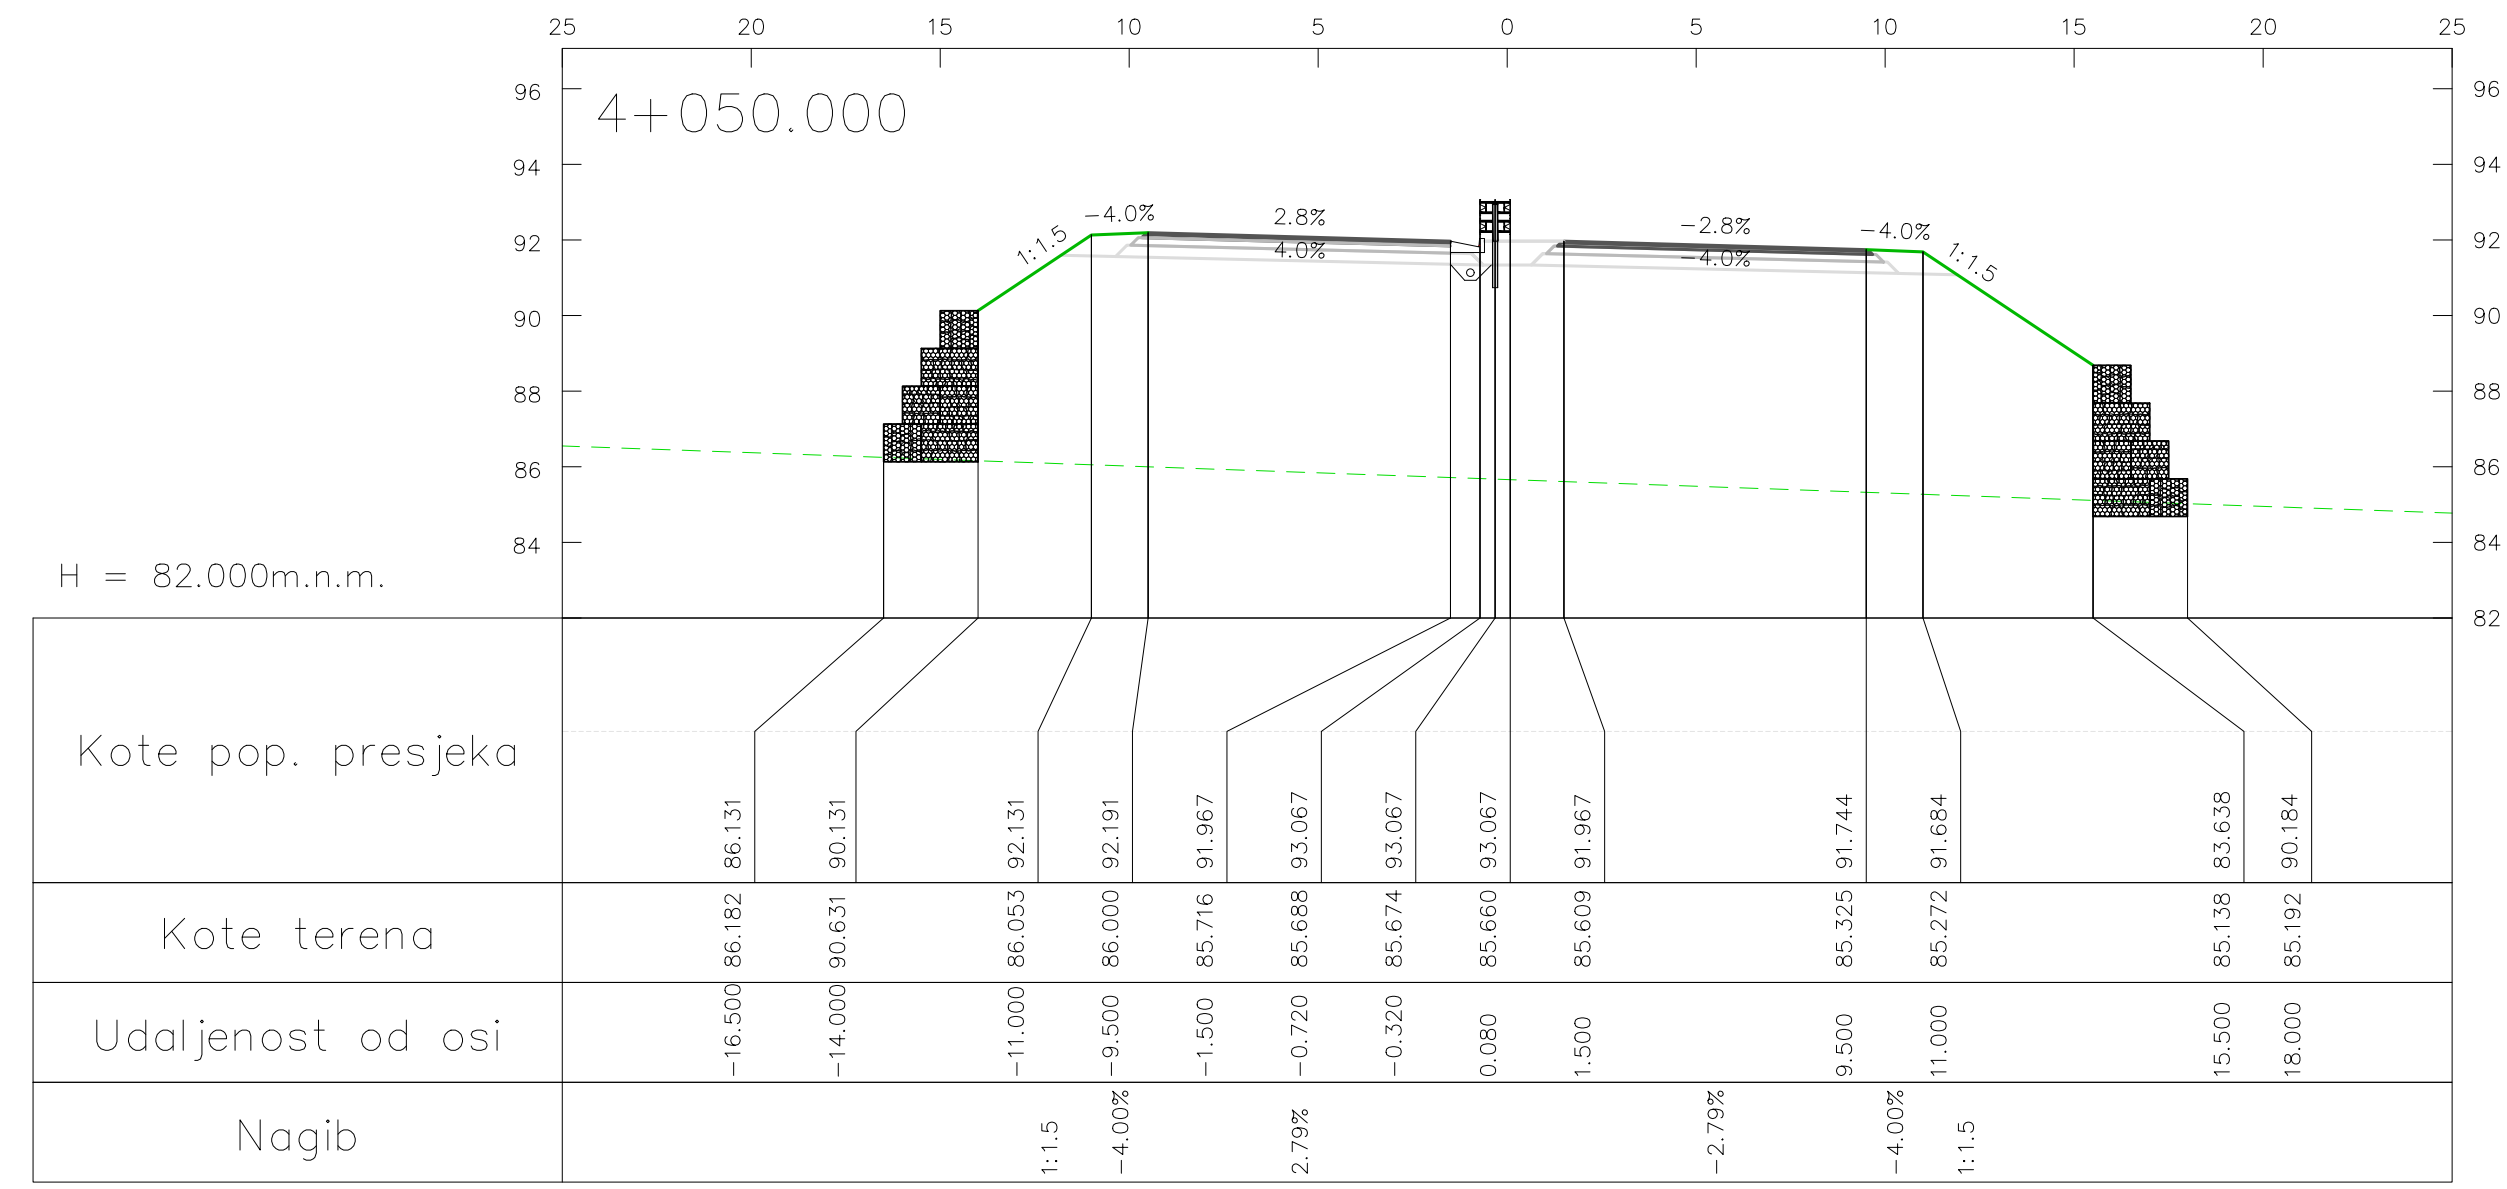 25 20 15 10 5 0 5 10 15 20 25
96 96
4+050.000
94 94
1:1.5 -4.0% 2.8% -2.8% -4.0% 1:1.5
92 92
4.0% -4.0%
90 90
88 88
86 86
84 84
H = 82.000m.n.m.
82
Kote pop. presjeka
86.131 90.131 92.131 92.191 91.967 93.067 93.067 93.067 91.967 91.744 91.684 83.638 90.184
Kote terena
86.182 90.631 86.053 86.000 85.716 85.688 85.674 85.660 85.609 85.325 85.272 85.138 85.192
Udaljenost od osi
-16.500 -14.000 -11.000 -9.500 -1.500 -0.720 -0.320 0.080 1.500 9.500 11.000 15.500 18.000
Nagib
1:1.5 -4.00% 2.79% -2.79% -4.00% 1:1.5